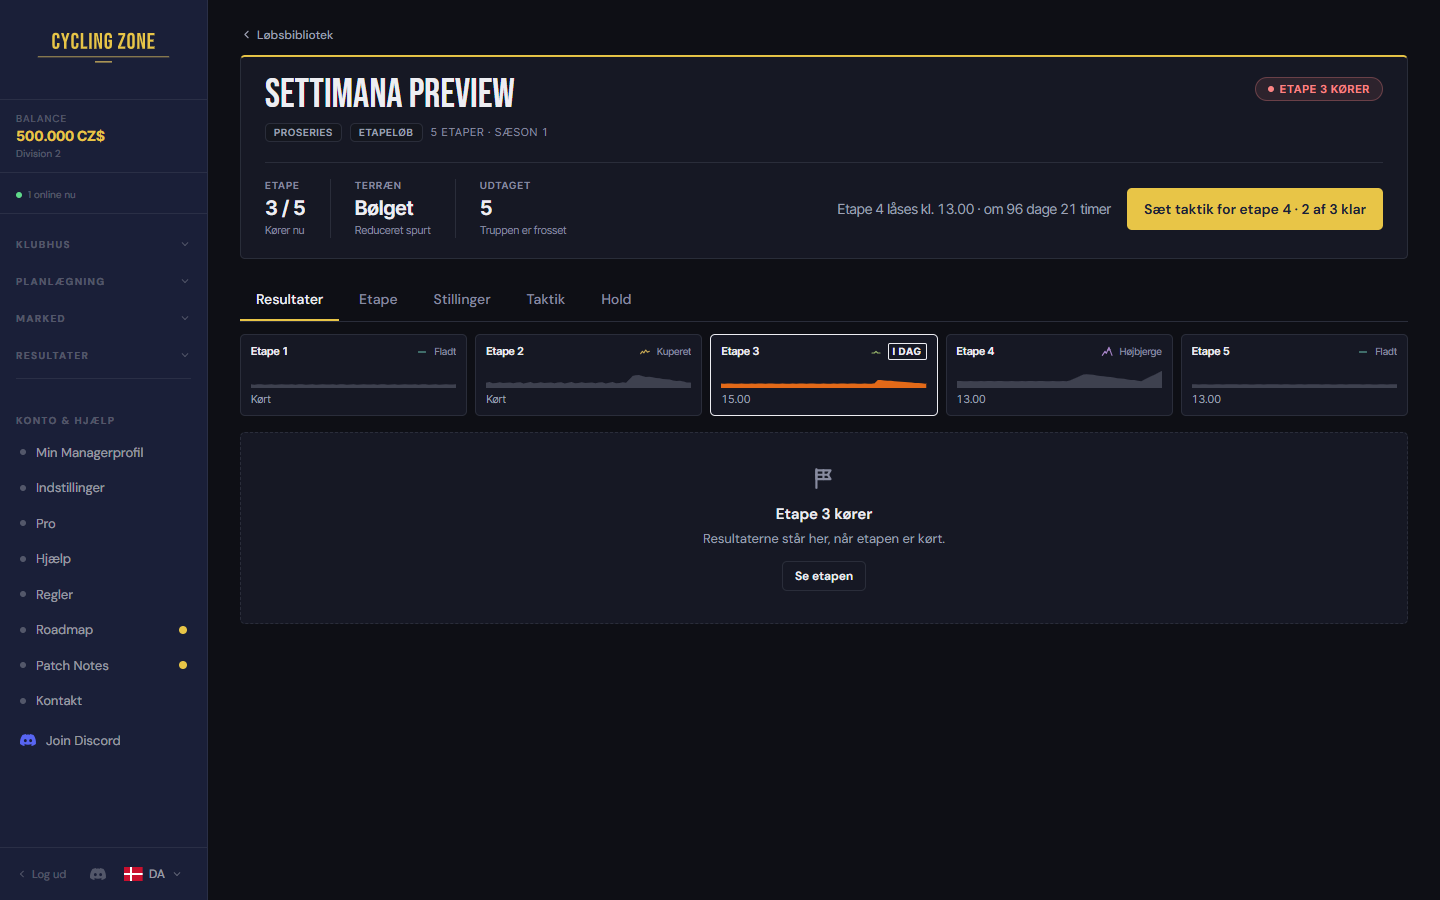 CYCLING ZONE
BALANCE
500.000 CZ$
Division 2
1 online nu
KLUBHUS
PLANLÆGNING
MARKED
RESULTATER
KONTO & HJÆLP
Min Managerprofil
Indstillinger
Pro
Hjælp
Regler
Roadmap
Patch Notes
Kontakt
Join Discord
Log ud
DA
Løbsbibliotek
SETTIMANA PREVIEW
ETAPE 3 KØRER
PROSERIES ETAPELØB 5 ETAPER · SÆSON 1
ETAPE
3 / 5
Kører nu
TERRÆN
Bølget
Reduceret spurt
UDTAGET
5
Truppen er frosset
Etape 4 låses kl. 13.00 · om 96 dage 21 timer
Sæt taktik for etape 4 · 2 af 3 klar
Resultater Etape Stillinger Taktik Hold
Etape 1 Fladt
Kørt
Etape 2 Kuperet
Kørt
Etape 3 I DAG
15.00
Etape 4 Højbjerge
13.00
Etape 5 Fladt
13.00
Etape 3 kører
Resultaterne står her, når etapen er kørt.
Se etapen